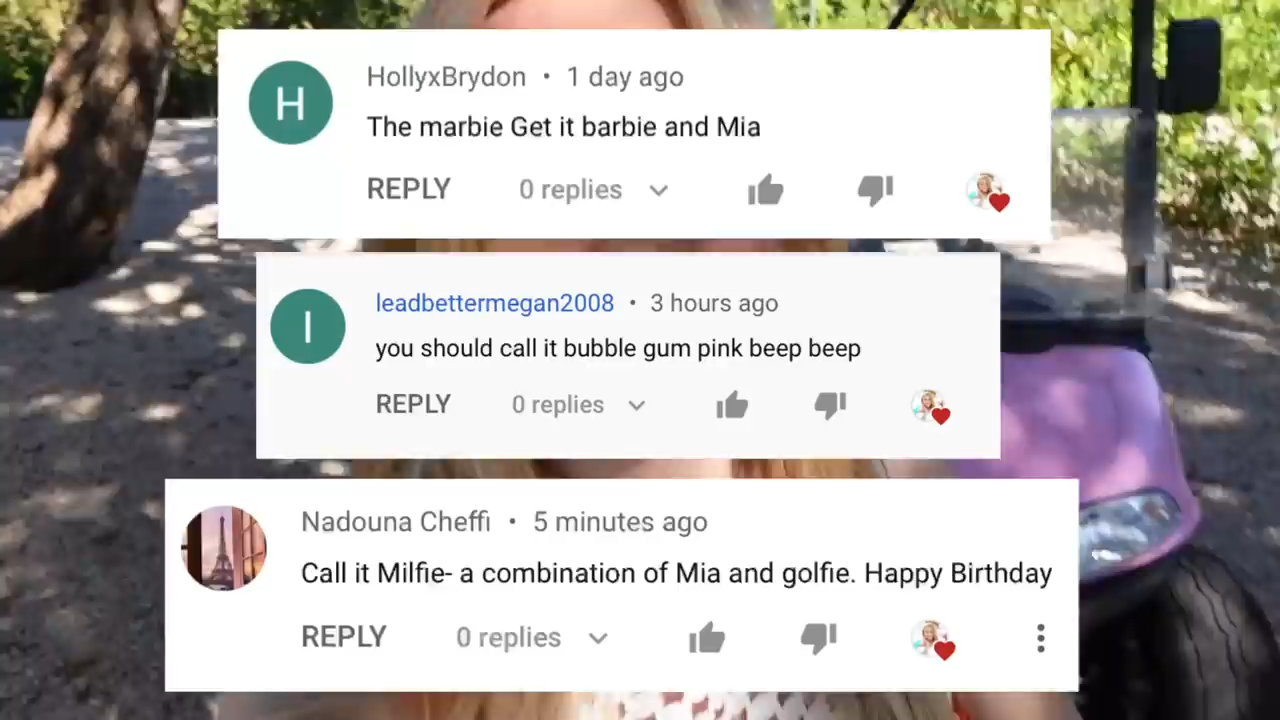 H
HollyxBrydon • 1 day ago
The marbie Get it barbie and Mia
REPLY 0 replies
l
leadbettermegan2008 • 3 hours ago
you should call it bubble gum pink beep beep
REPLY 0 replies
Nadouna Cheffi • 5 minutes ago
Call it Milfie- a combination of Mia and golfie. Happy Birthday
REPLY 0 replies